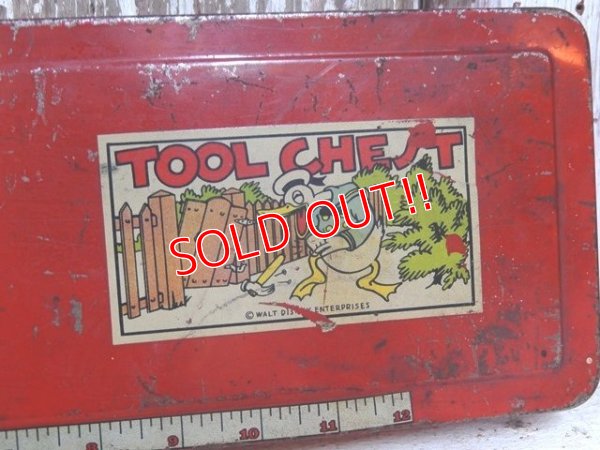 TOOL CHEST
SOLD OUT!!
© WALT DISNEY ENTERPRISES
8 9 10 11 12